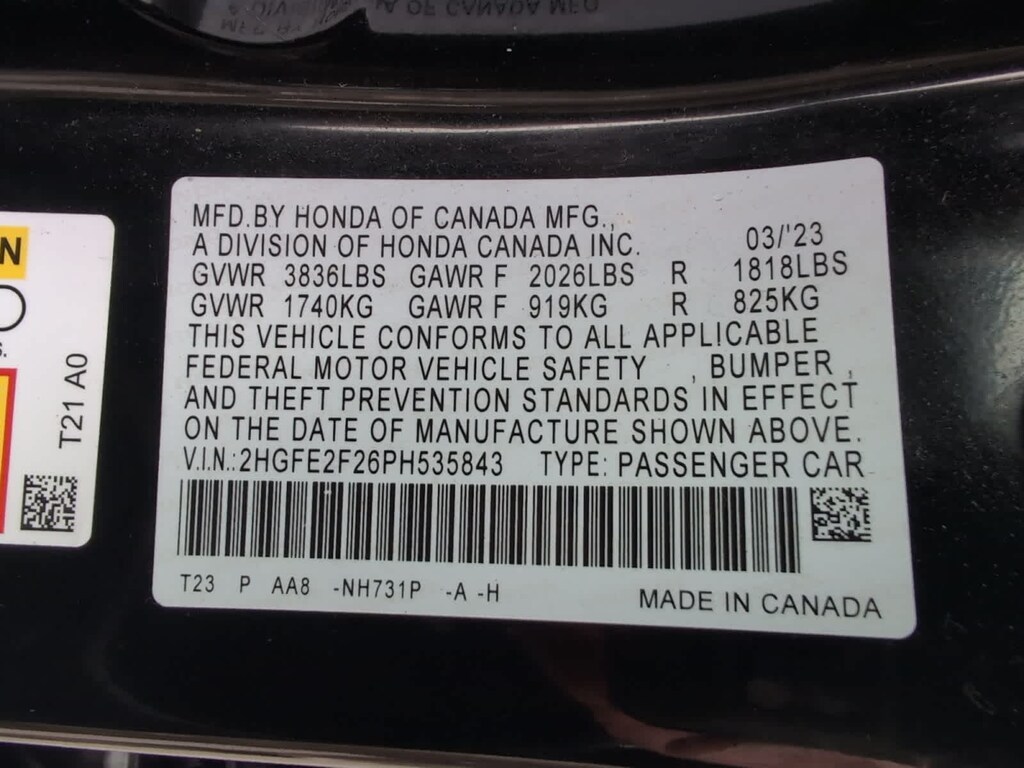 MFD.BY HONDA OF CANADA MFG.,
A DIVISION OF HONDA CANADA INC. 03/'23
GVWR 3836LBS GAWR F 2026LBS R 1818LBS
GVWR 1740KG GAWR F 919KG R 825KG
THIS VEHICLE CONFORMS TO ALL APPLICABLE
FEDERAL MOTOR VEHICLE SAFETY , BUMPER ,
AND THEFT PREVENTION STANDARDS IN EFFECT
ON THE DATE OF MANUFACTURE SHOWN ABOVE.
V.I.N.:2HGFE2F26PH535843 TYPE: PASSENGER CAR
T23 P AA8 -NH731P -A -H
MADE IN CANADA
T21 A0